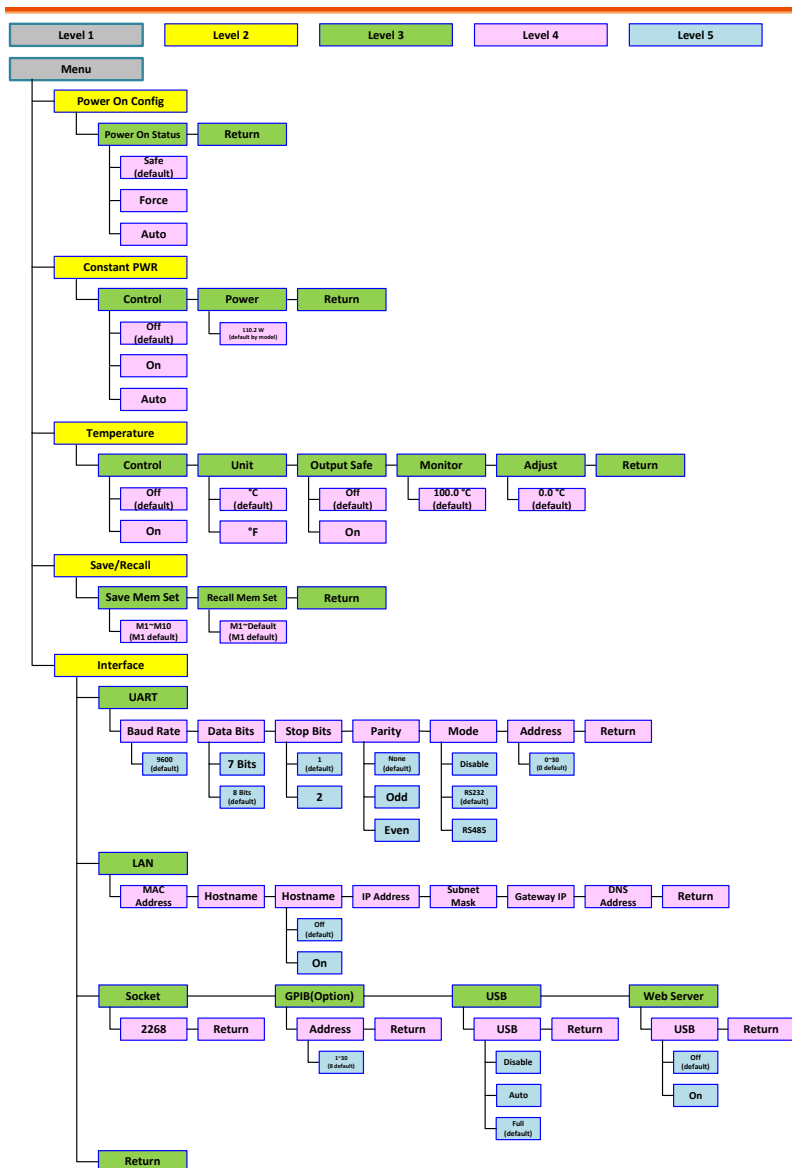 Level 1
Level 2
Level 3
Level 4
Level 5
Menu
Power On Config
Power On Status
Return
Safe
(default)
Force
Auto
Constant PWR
Control
Power
Return
Off
(default)
110.2 W
(default by model)
On
Auto
Temperature
Control
Unit
Output Safe
Monitor
Adjust
Return
Off
(default)
°C
(default)
Off
(default)
100.0 °C
(default)
0.0 °C
(default)
On
°F
On
Save/Recall
Save Mem Set
Recall Mem Set
Return
M1~M10
(M1 default)
M1~Default
(M1 default)
Interface
UART
Baud Rate
Data Bits
Stop Bits
Parity
Mode
Address
Return
9600
(default)
7 Bits
1
(default)
None
(default)
Disable
0~30
(0 default)
8 Bits
(default)
2
Odd
RS232
(default)
Even
RS485
LAN
MAC
Address
Hostname
Hostname
IP Address
Subnet
Mask
Gateway IP
DNS
Address
Return
Off
(default)
On
Socket
GPIB(Option)
USB
Web Server
2268
Return
Address
Return
USB
Return
USB
Return
1~30
(8 default)
Disable
Off
(default)
Auto
On
Full
(default)
Return